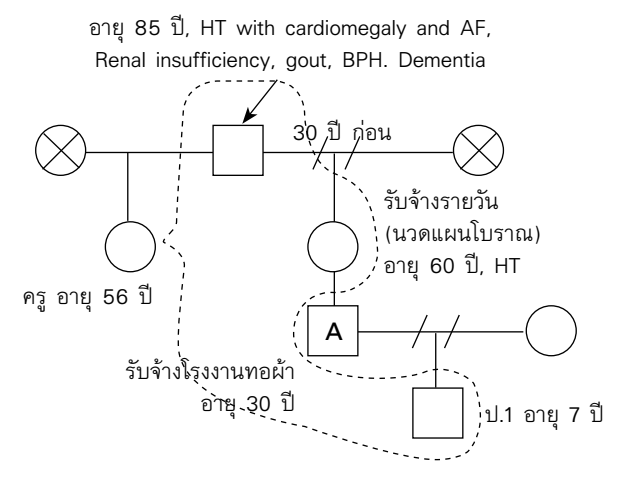 อายุ 85 ปี, HT with cardiomegaly and AF,
Renal insufficiency, gout, BPH. Dementia
30 ปี ก่อน
รับจ้างรายวัน
(นวดแผนโบราณ)
อายุ 60 ปี, HT
ครู อายุ 56 ปี
A
รับจ้างโรงงานทอผ้า
อายุ 30 ปี
ป.1 อายุ 7 ปี